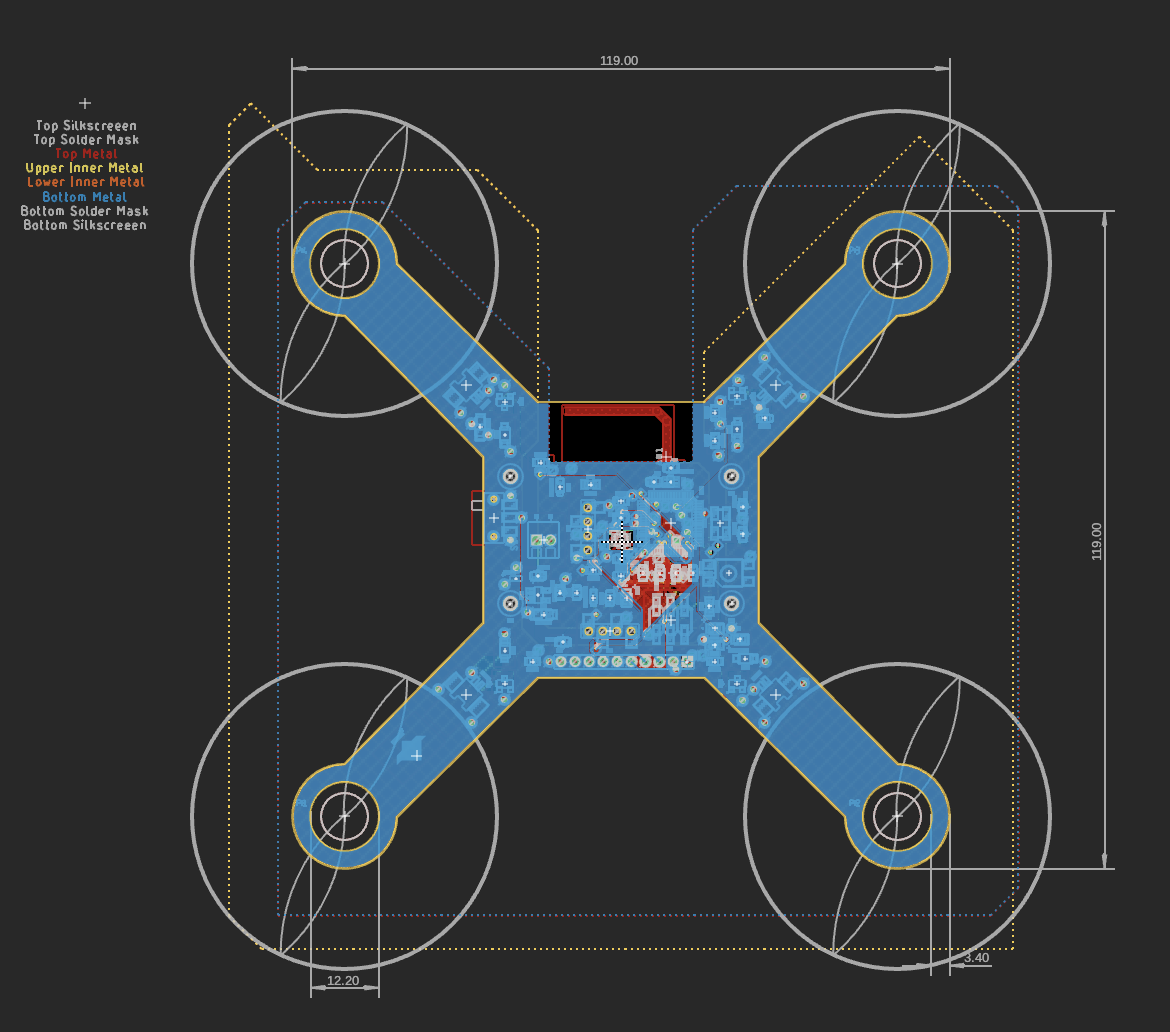 119.00
Top Silkscreeen
Top Solder Mask
Top Metal
Upper Inner Metal
Lower Inner Metal
Bottom Metal
Bottom Solder Mask
Bottom Silkscreeen
119.00
3.40
12.20